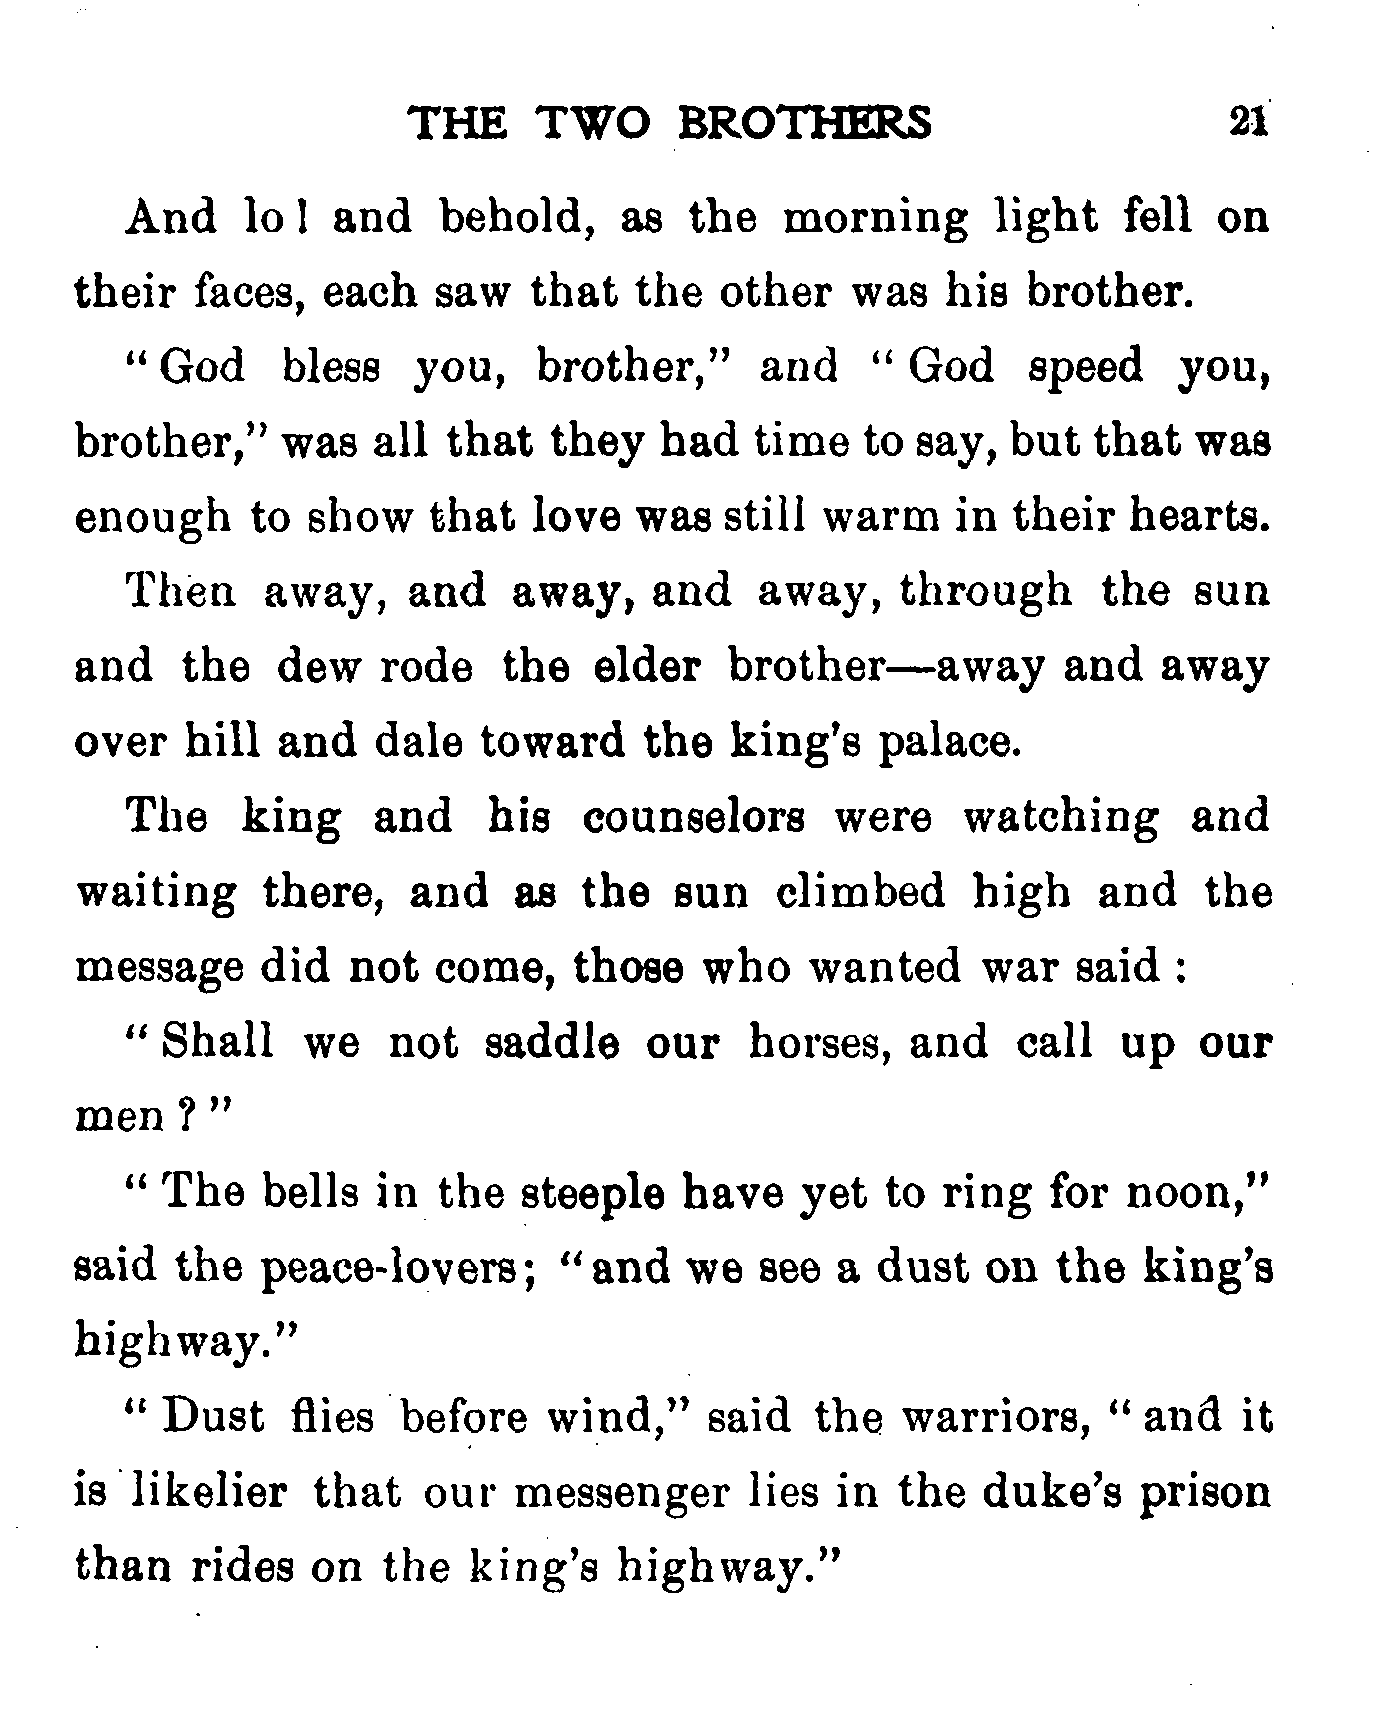 THE TWO BROTHERS 21
And lo! and behold, as the morning light fell on
their faces, each saw that the other was his brother.
“God bless you, brother,” and “God speed you,
brother,” was all that they had time to say, but that was
enough to show that love was still warm in their hearts.
Then away, and away, and away, through the sun
and the dew rode the elder brother—away and away
over hill and dale toward the king’s palace.
The king and his counselors were watching and
waiting there, and as the sun climbed high and the
message did not come, those who wanted war said:
“Shall we not saddle our horses, and call up our
men?”
“The bells in the steeple have yet to ring for noon,”
said the peace-lovers; “and we see a dust on the king’s
highway.”
“Dust flies before wind,” said the warriors, “and it
is likelier that our messenger lies in the duke’s prison
than rides on the king’s highway.”